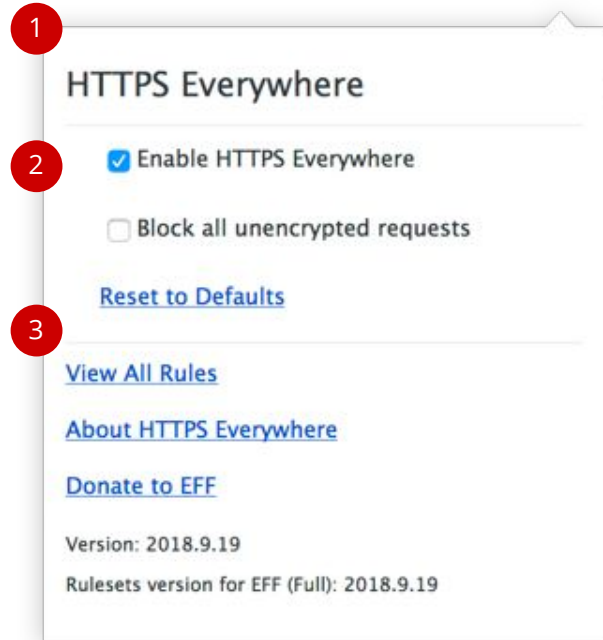 1
HTTPS Everywhere
2
Enable HTTPS Everywhere
Block all unencrypted requests
Reset to Defaults
3
View All Rules
About HTTPS Everywhere
Donate to EFF
Version: 2018.9.19
Rulesets version for EFF (Full): 2018.9.19